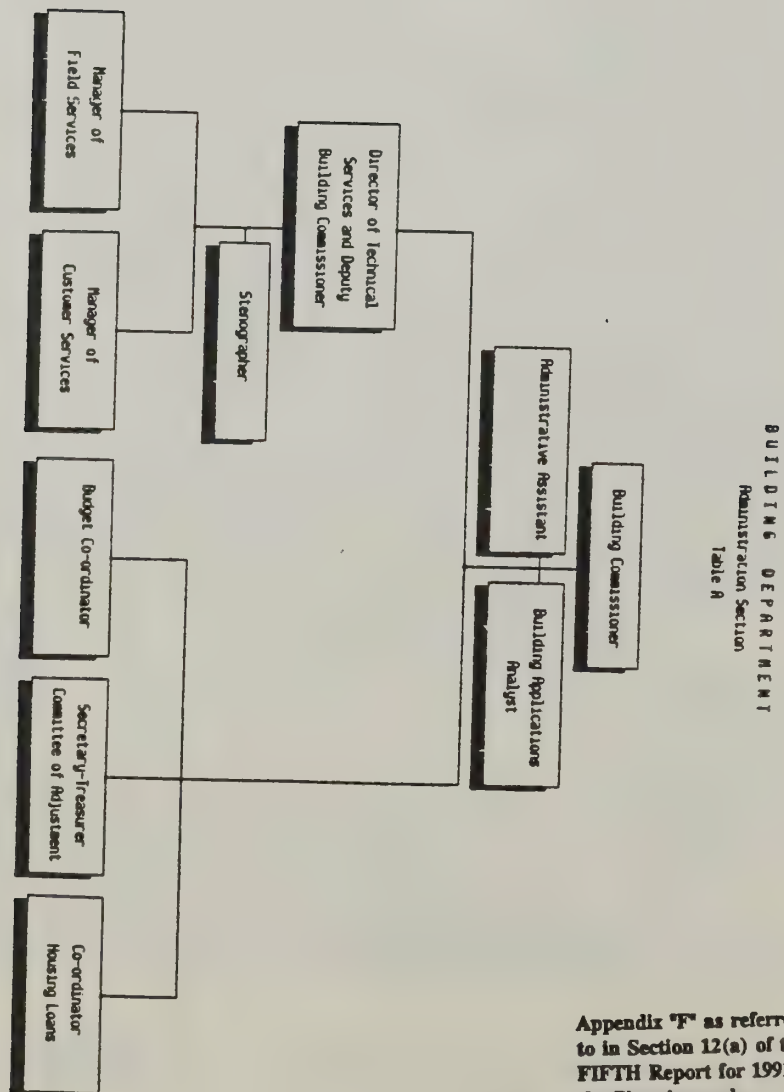 BUILDING DEPARTMENT
Administration Section
Table A
Building Commissioner
Administrative Assistant
Building Applications
Analyst
Director of Technical
Services and Deputy
Building Commissioner
Stenographer
Manager of
Field Services
Manager of
Customer Services
Budget Co-ordinator
Secretary-Treasurer
Committee of Adjustment
Co-ordinator
Housing Loans
Appendix "F" as referr
to in Section 12(a) of t
FIFTH Report for 199